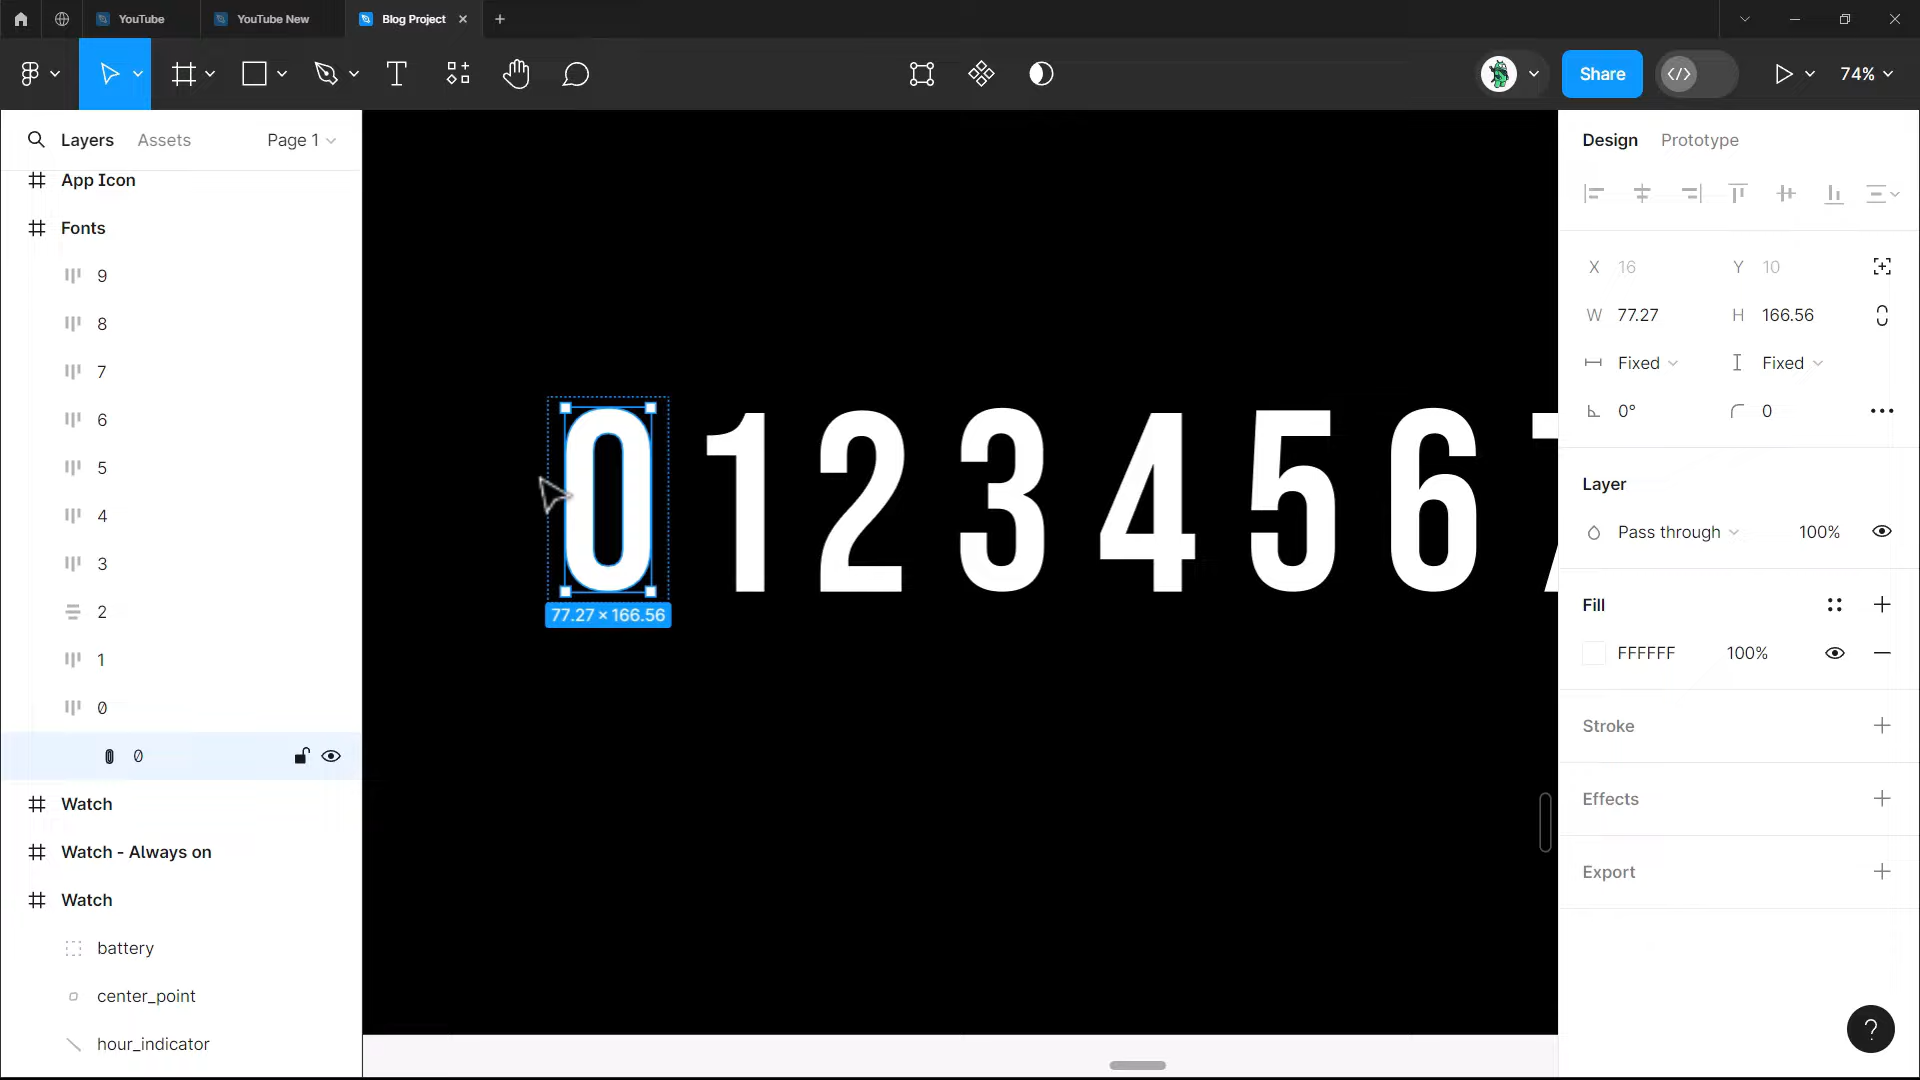 YouTube
YouTube New
Blog Project
Share
74%
Layers
Assets
Page 1
App Icon
Fonts
9
8
7
6
5
4
3
2
1
0
0
Watch
Watch - Always on
Watch
battery
center_point
hour_indicator
0 1 2 3 4 5 6 7
77.27 × 166.56
Design
Prototype
X 16
Y 10
W 77.27
H 166.56
Fixed
Fixed
0°
0
Layer
Pass through
100%
Fill
FFFFFF
100%
Stroke
Effects
Export
?